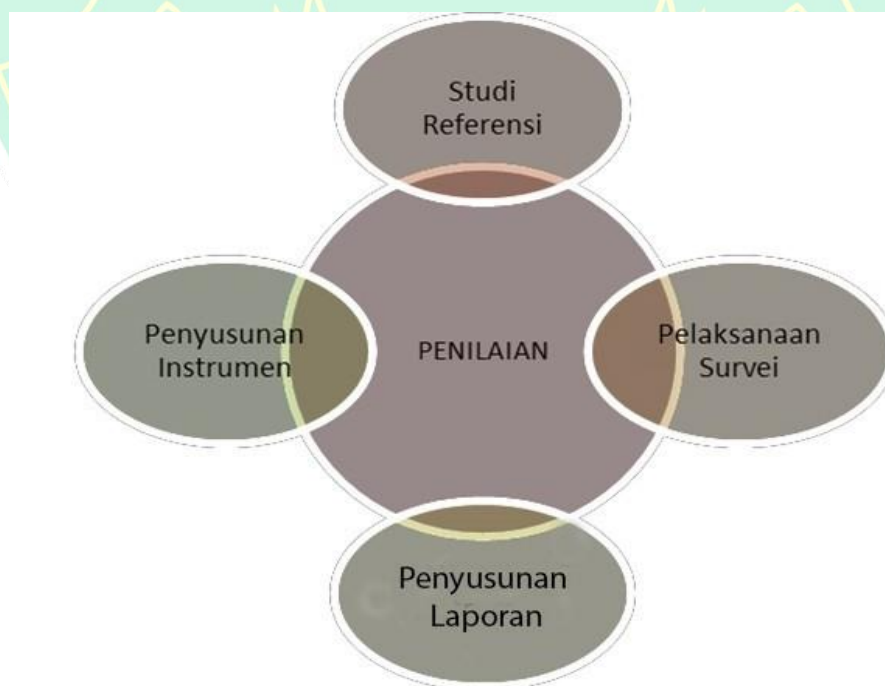 Studi
Referensi
Penyusunan
Instrumen
PENILAIAN
Pelaksanaan
Survei
Penyusunan
Laporan